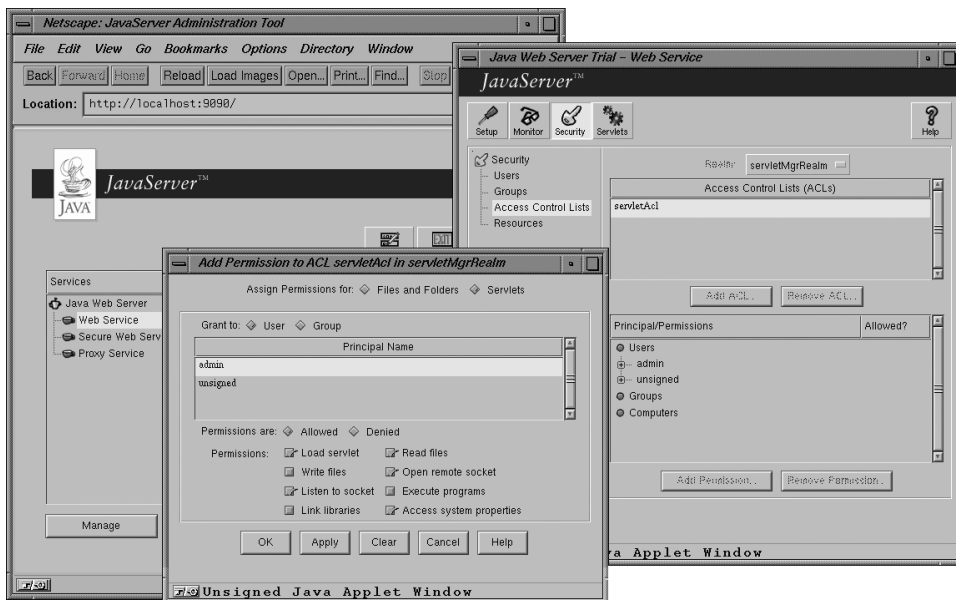 Netscape: JavaServer Administration Tool
File Edit View Go Bookmarks Options Directory Window
Back Forward Home Reload Load Images Open... Print... Find... Stop
Location: http://localhost:9090/
JavaServer™
JAVA
EXIT
Services
Java Web Server
Web Service
Secure Web Serv
Proxy Service
Manage
Java Web Server Trial – Web Service
JavaServer™
Setup Monitor Security Servlets Help
Security
Users
Groups
Access Control Lists
Resources
Realm: servletMgrRealm
Access Control Lists (ACLs)
servletAcl
Add ACL... Remove ACL...
Principal/Permissions Allowed?
Users
admin
unsigned
Groups
Computers
Add Permission... Remove Permission...
va Applet Window
Add Permission to ACL servletAcl in servletMgrRealm
Assign Permissions for: Files and Folders Servlets
Grant to: User Group
Principal Name
admin
unsigned
Permissions are: Allowed Denied
Permissions: Load servlet Read files
Write files Open remote socket
Listen to socket Execute programs
Link libraries Access system properties
OK Apply Clear Cancel Help
Unsigned Java Applet Window